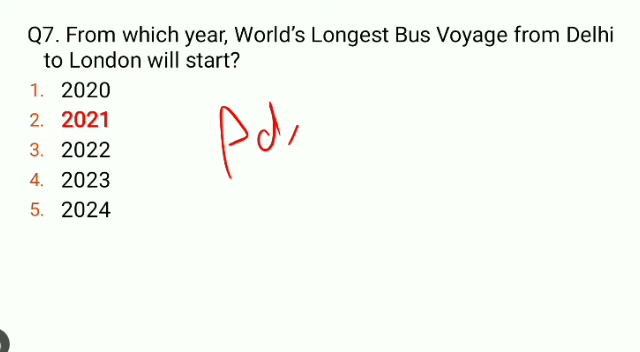 Q7. From which year, World's Longest Bus Voyage from Delhi
to London will start?
1. 2020
2. 2021
3. 2022
4. 2023
5. 2024